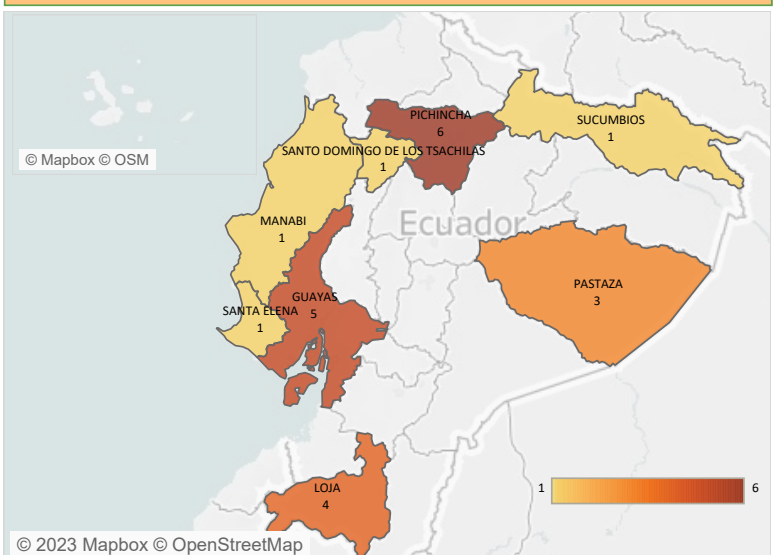 © Mapbox © OSM
PICHINCHA
6
SUCUMBIOS
1
SANTO DOMINGO DE LOS TSACHILAS
1
MANABI
1
Ecuador
PASTAZA
3
GUAYAS
5
SANTA ELENA
1
LOJA
4
1
6
© 2023 Mapbox © OpenStreetMap